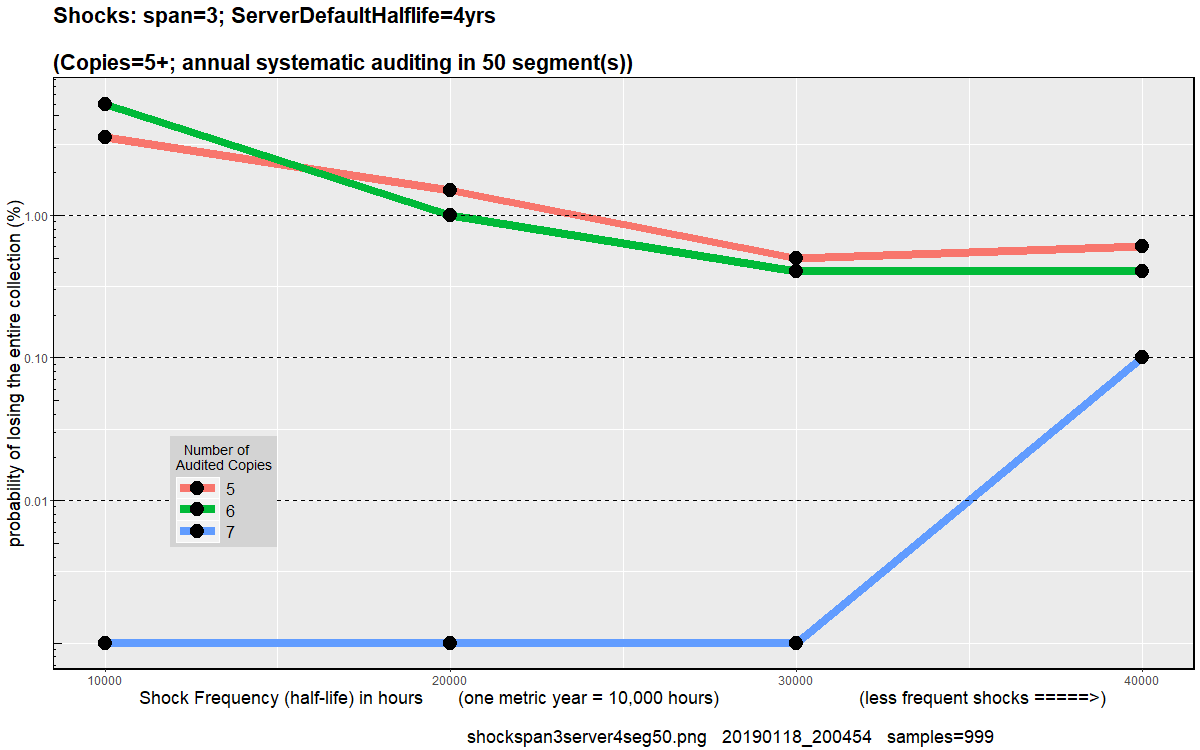 Shocks: span=3; ServerDefaultHalflife=4yrs
(Copies=5+; annual systematic auditing in 50 segment(s))
probability of losing the entire collection (%)
1.00
0.10
0.01
Number of
Audited Copies
5
6
7
10000 20000 30000 40000
Shock Frequency (half-life) in hours (one metric year = 10,000 hours) (less frequent shocks =====>)
shockspan3server4seg50.png 20190118_200454 samples=999